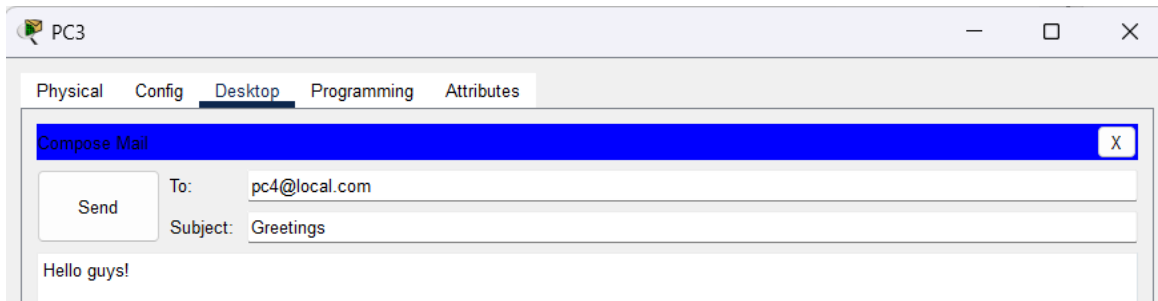 PC3
Physical Config Desktop Programming Attributes
Compose Mail X
Send
To: pc4@local.com
Subject: Greetings
Hello guys!